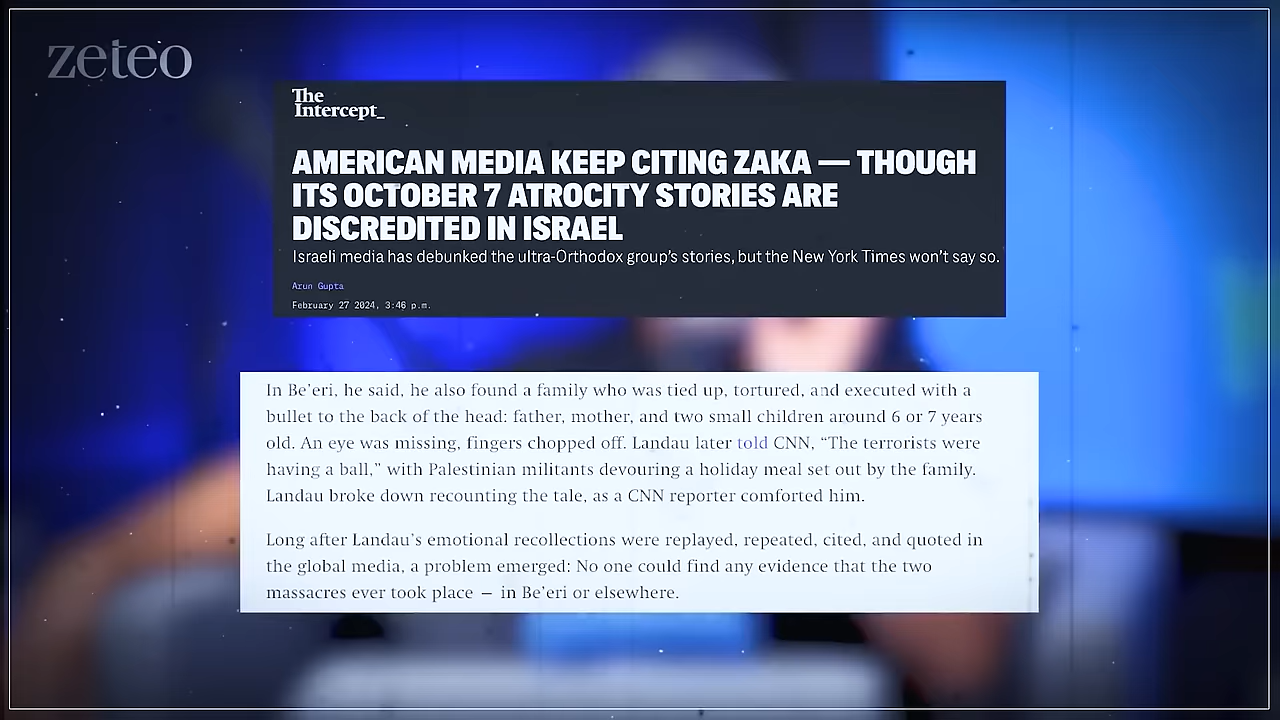 zeteo
The
Intercept_
AMERICAN MEDIA KEEP CITING ZAKA — THOUGH
ITS OCTOBER 7 ATROCITY STORIES ARE
DISCREDITED IN ISRAEL
Israeli media has debunked the ultra-Orthodox group's stories, but the New York Times won't say so.
Arun Gupta
February 27 2024, 3:46 p.m.
In Be'eri, he said, he also found a family who was tied up, tortured, and executed with a
bullet to the back of the head: father, mother, and two small children around 6 or 7 years
old. An eye was missing, fingers chopped off. Landau later told CNN, “The terrorists were
having a ball,” with Palestinian militants devouring a holiday meal set out by the family.
Landau broke down recounting the tale, as a CNN reporter comforted him.
Long after Landau's emotional recollections were replayed, repeated, cited, and quoted in
the global media, a problem emerged: No one could find any evidence that the two
massacres ever took place — in Be'eri or elsewhere.